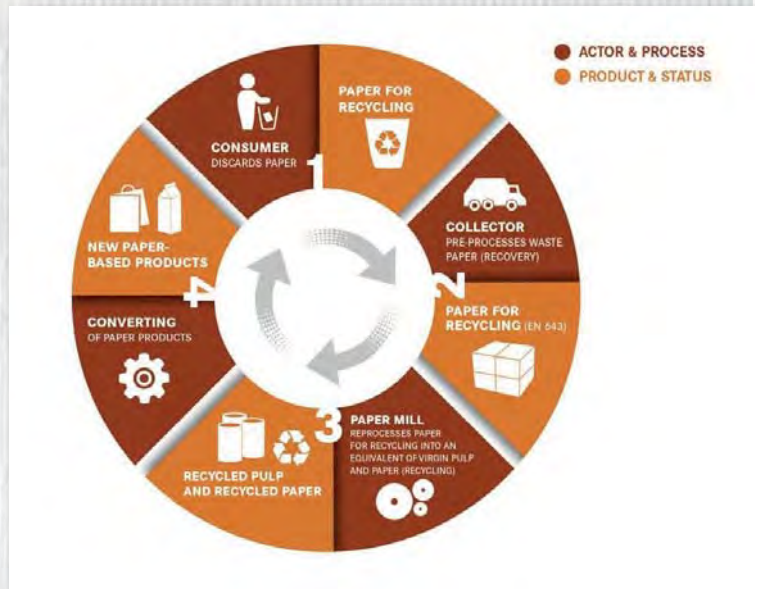 ACTOR & PROCESS
PRODUCT & STATUS
1
CONSUMER
DISCARDS PAPER
PAPER FOR
RECYCLING
2
COLLECTOR
PRE-PROCESSES WASTE
PAPER (RECOVERY)
PAPER FOR
RECYCLING (EN 643)
3
PAPER MILL
REPROCESSES PAPER
FOR RECYCLING INTO AN
EQUIVALENT OF VIRGIN PULP
AND PAPER (RECYCLING)
RECYCLED PULP
AND RECYCLED PAPER
4
CONVERTING
OF PAPER PRODUCTS
NEW PAPER-
BASED PRODUCTS